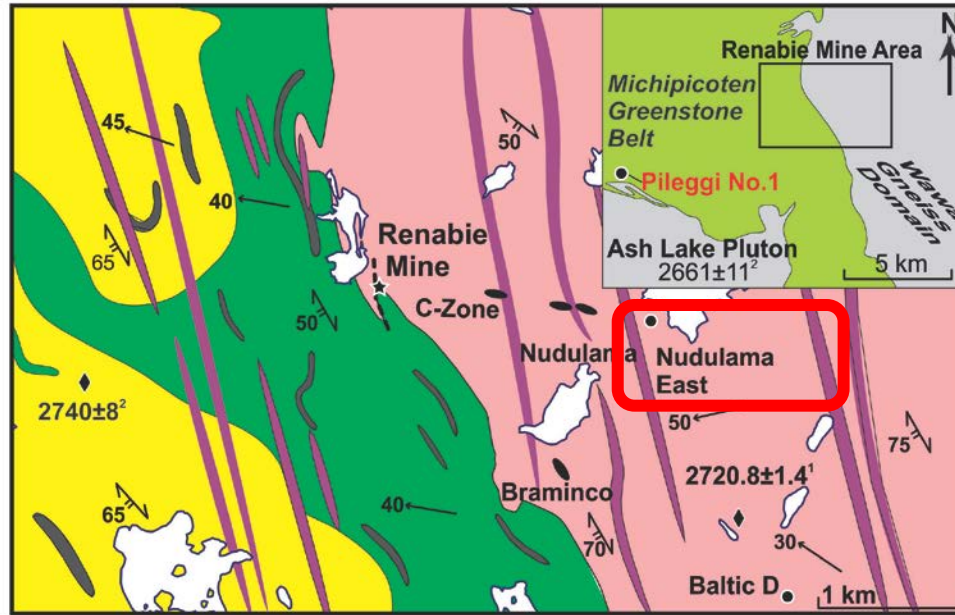 N
Renabie Mine Area
Michipicoten
Greenstone
Belt
Pileggi No.1
Wawa
Gneiss
Domain
Ash Lake Pluton
2661±11²
5 km
45
50
40
65
Renabie
Mine
C-Zone
50
Nudulama
Nudulama
East
2740±8²
50
75
2720.8±1.4¹
Braminco
40
65
70
30
Baltic D
1 km